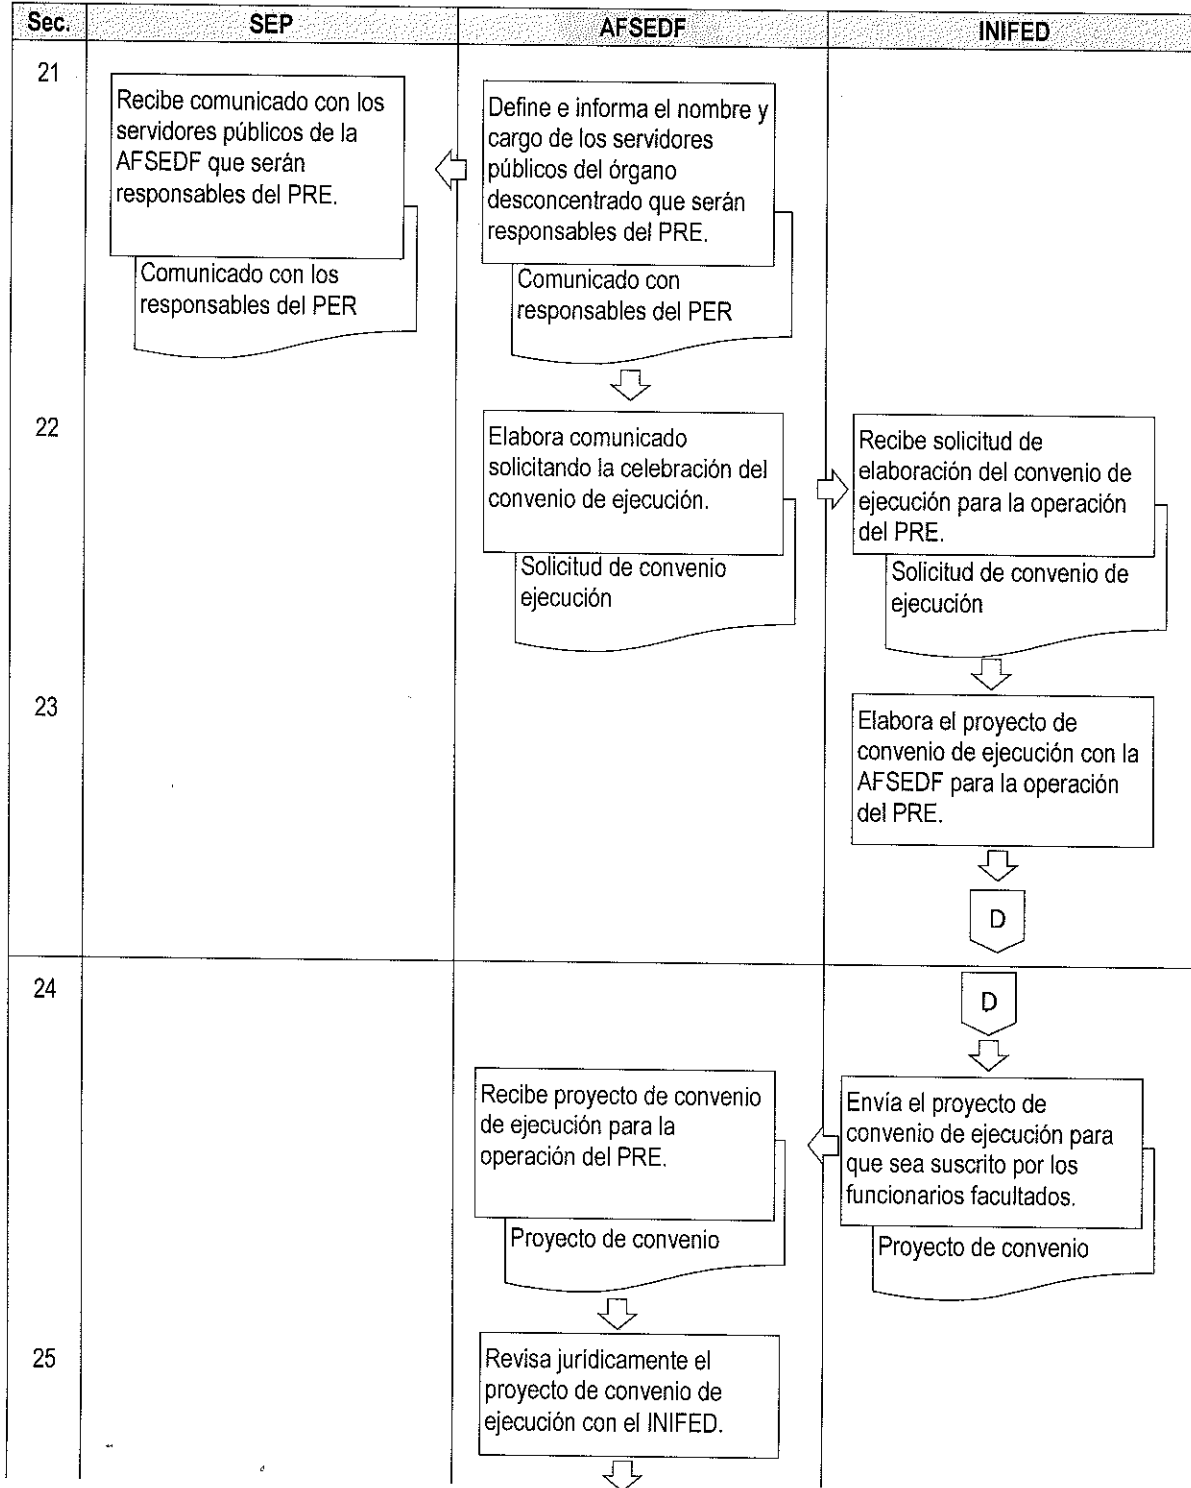 Sec.
SEP
AFSEDF
INIFED
21
Recibe comunicado con los
servidores públicos de la
AFSEDF que serán
responsables del PRE.
Comunicado con los
responsables del PER
Define e informa el nombre y
cargo de los servidores
públicos del órgano
desconcentrado que serán
responsables del PRE.
Comunicado con
responsables del PER
22
Elabora comunicado
solicitando la celebración del
convenio de ejecución.
Solicitud de convenio
ejecución
Recibe solicitud de
elaboración del convenio de
ejecución para la operación
del PRE.
Solicitud de convenio de
ejecución
23
Elabora el proyecto de
convenio de ejecución con la
AFSEDF para la operación
del PRE.
D
24
D
Envía el proyecto de
convenio de ejecución para
que sea suscrito por los
funcionarios facultados.
Proyecto de convenio
Recibe proyecto de convenio
de ejecución para la
operación del PRE.
Proyecto de convenio
25
Revisa jurídicamente el
proyecto de convenio de
ejecución con el INIFED.